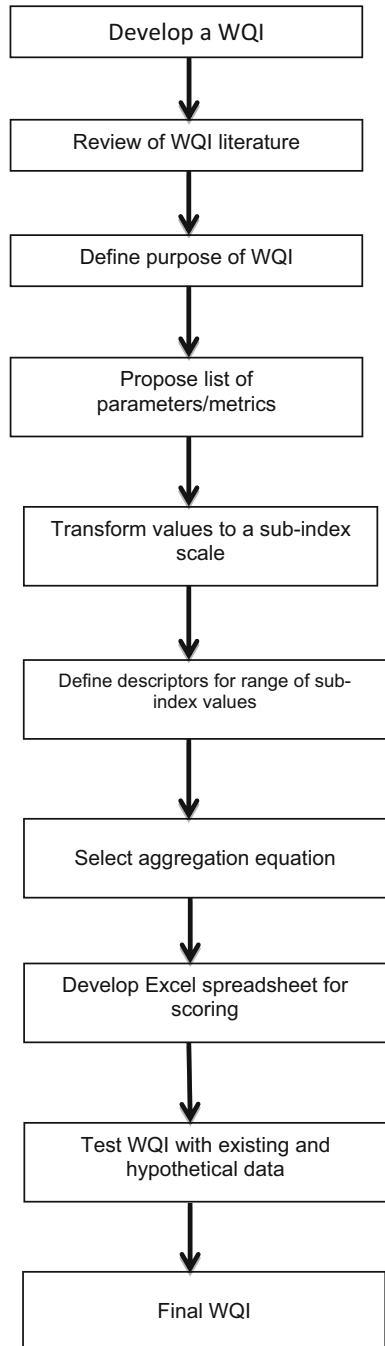 Develop a WQI
Review of WQI literature
Define purpose of WQI
Propose list of
parameters/metrics
Transform values to a sub-index
scale
Define descriptors for range of sub-
index values
Select aggregation equation
Develop Excel spreadsheet for
scoring
Test WQI with existing and
hypothetical data
Final WQI